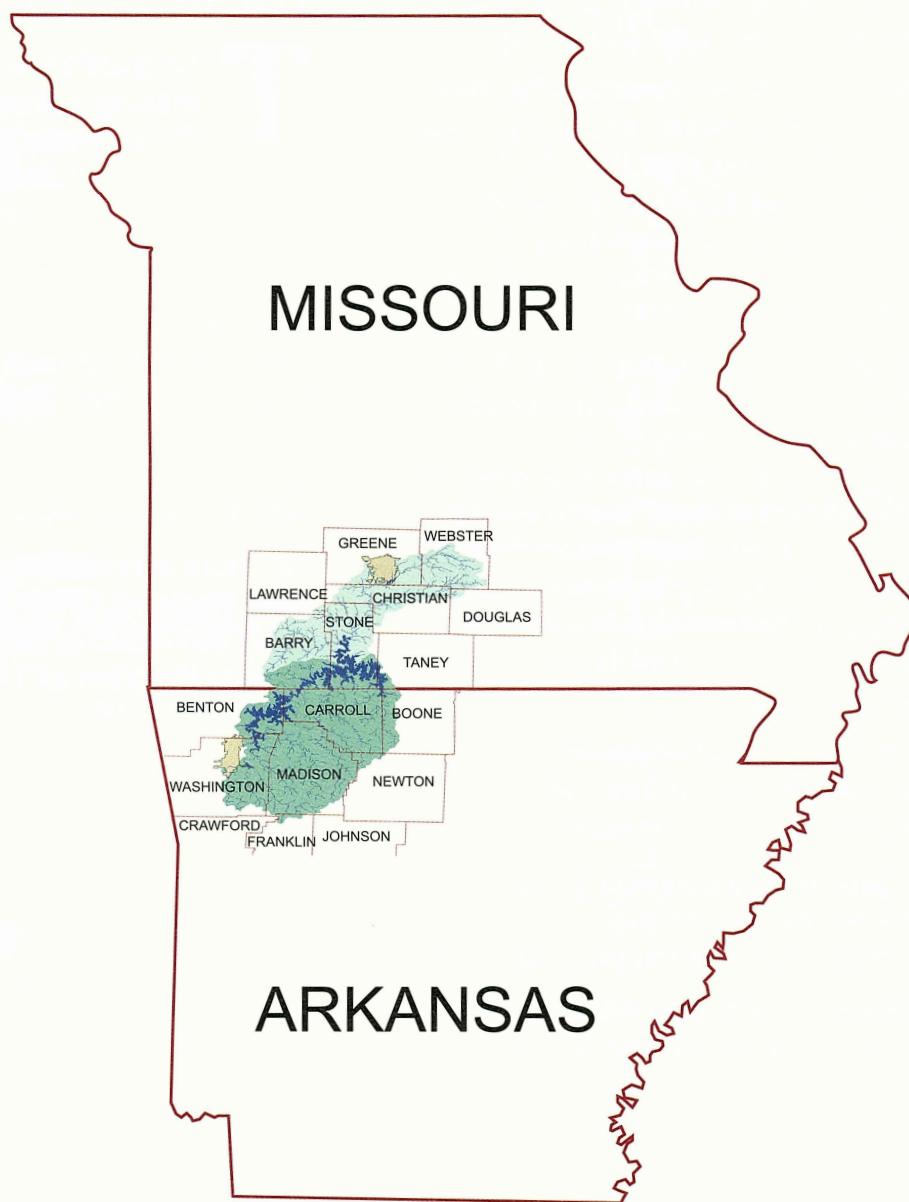 MISSOURI
WEBSTER
GREENE
LAWRENCE
CHRISTIAN
DOUGLAS
STONE
BARRY
TANEY
BENTON
CARROLL
BOONE
MADISON
NEWTON
WASHINGTON
CRAWFORD
FRANKLIN
JOHNSON
ARKANSAS